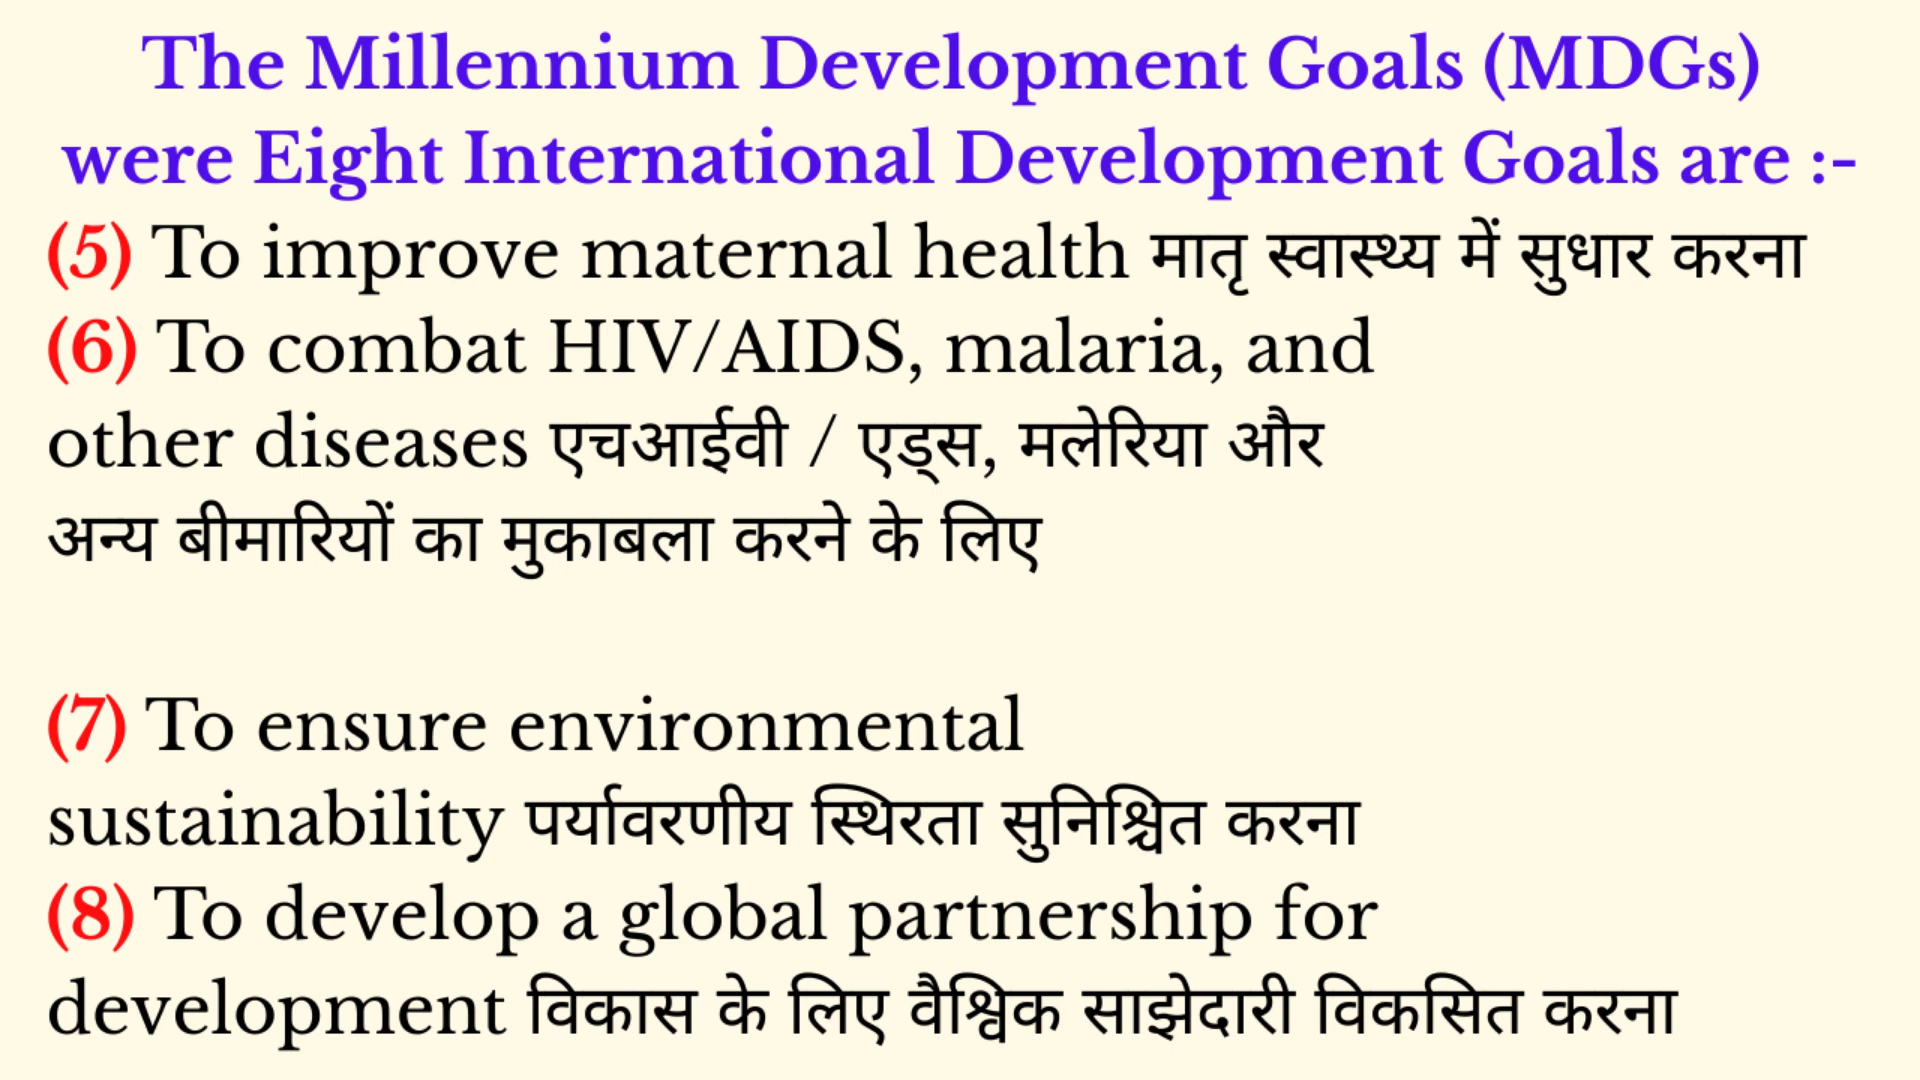 The Millennium Development Goals (MDGs)
were Eight International Development Goals are :-
(5) To improve maternal health मातृ स्वास्थ्य में सुधार करना
(6) To combat HIV/AIDS, malaria, and
other diseases एचआईवी / एड्स, मलेरिया और
अन्य बीमारियों का मुकाबला करने के लिए
(7) To ensure environmental
sustainability पर्यावरणीय स्थिरता सुनिश्चित करना
(8) To develop a global partnership for
development विकास के लिए वैश्विक साझेदारी विकसित करना